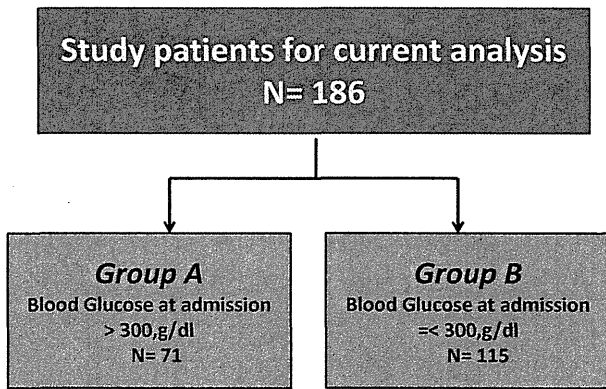 Study patients for current analysis
N= 186
Group A
Blood Glucose at admission
> 300,g/dl
N= 71
Group B
Blood Glucose at admission
=< 300,g/dl
N= 115